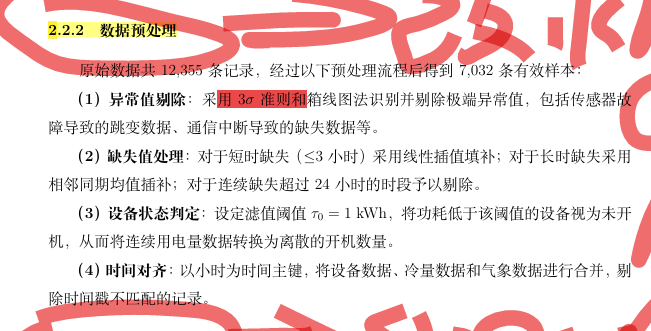 2.2.2 数据预处理
原始数据共 12,355 条记录，经过以下预处理流程后得到 7,032 条有效样本：
（1）异常值剔除：采用 3σ 准则和箱线图法识别并剔除极端异常值，包括传感器故
障导致的跳变数据、通信中断导致的缺失数据等。
（2）缺失值处理：对于短时缺失（≤3 小时）采用线性插值填补；对于长时缺失采用
相邻同期均值插补；对于连续缺失超过 24 小时的时段予以剔除。
（3）设备状态判定：设定滤值阈值 τ₀ = 1 kWh，将功耗低于该阈值的设备视为未开
机，从而将连续用电量数据转换为离散的开机数量。
（4）时间对齐：以小时为时间主键，将设备数据、冷量数据和气象数据进行合并，剔
除时间戳不匹配的记录。